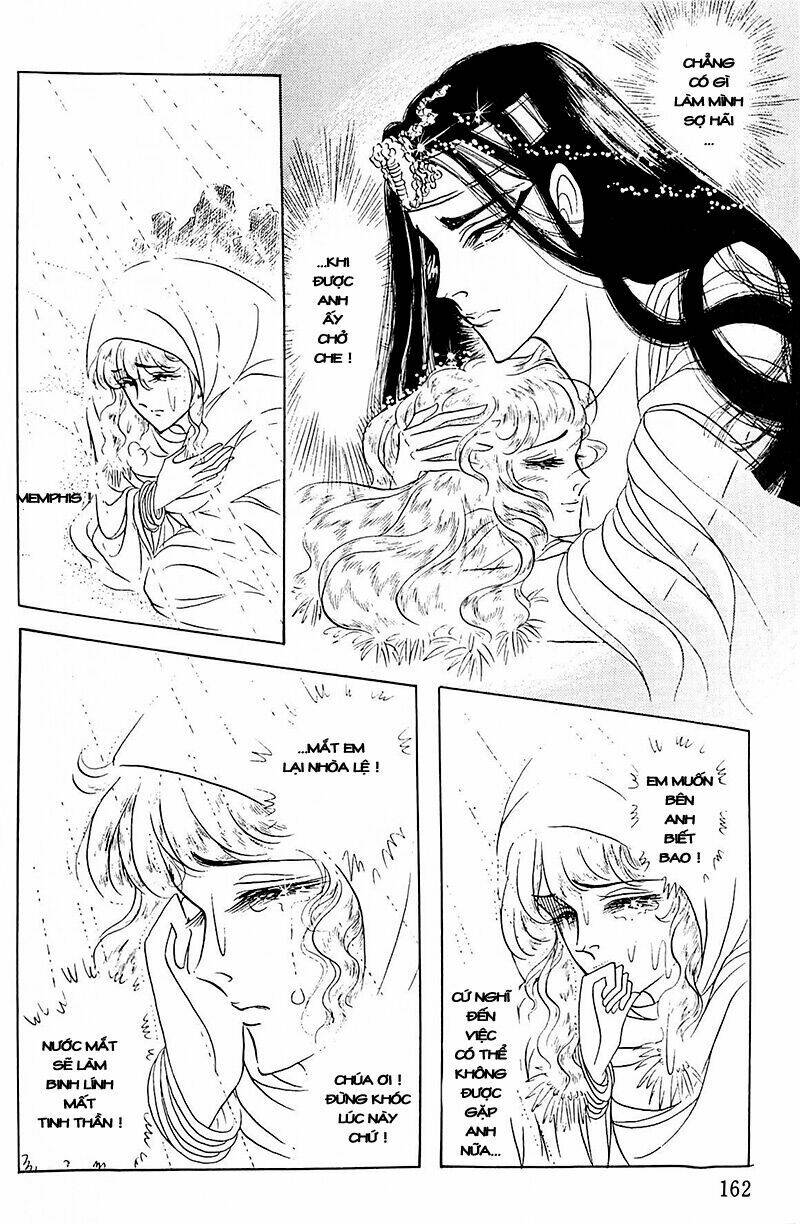 CHẲNG
CÓ GÌ
LÀM MÌNH
SỢ HÃI
...
...KHI
ĐƯỢC
ANH
ẤY
CHỞ
CHE !
MEMPHIS !
EM MUỐN
BÊN
ANH
BIẾT
BAO !
CỨ NGHĨ
ĐẾN
VIỆC
CÓ THỂ
KHÔNG
ĐƯỢC
GẶP
ANH
NỮA...
...MẮT EM
LẠI NHÒA LỆ !
CHÚA ƠI !
ĐỪNG KHÓC
LÚC NÀY
CHỨ !
NƯỚC MẮT
SẼ LÀM
BINH LÍNH
MẤT
TINH THẦN !
162